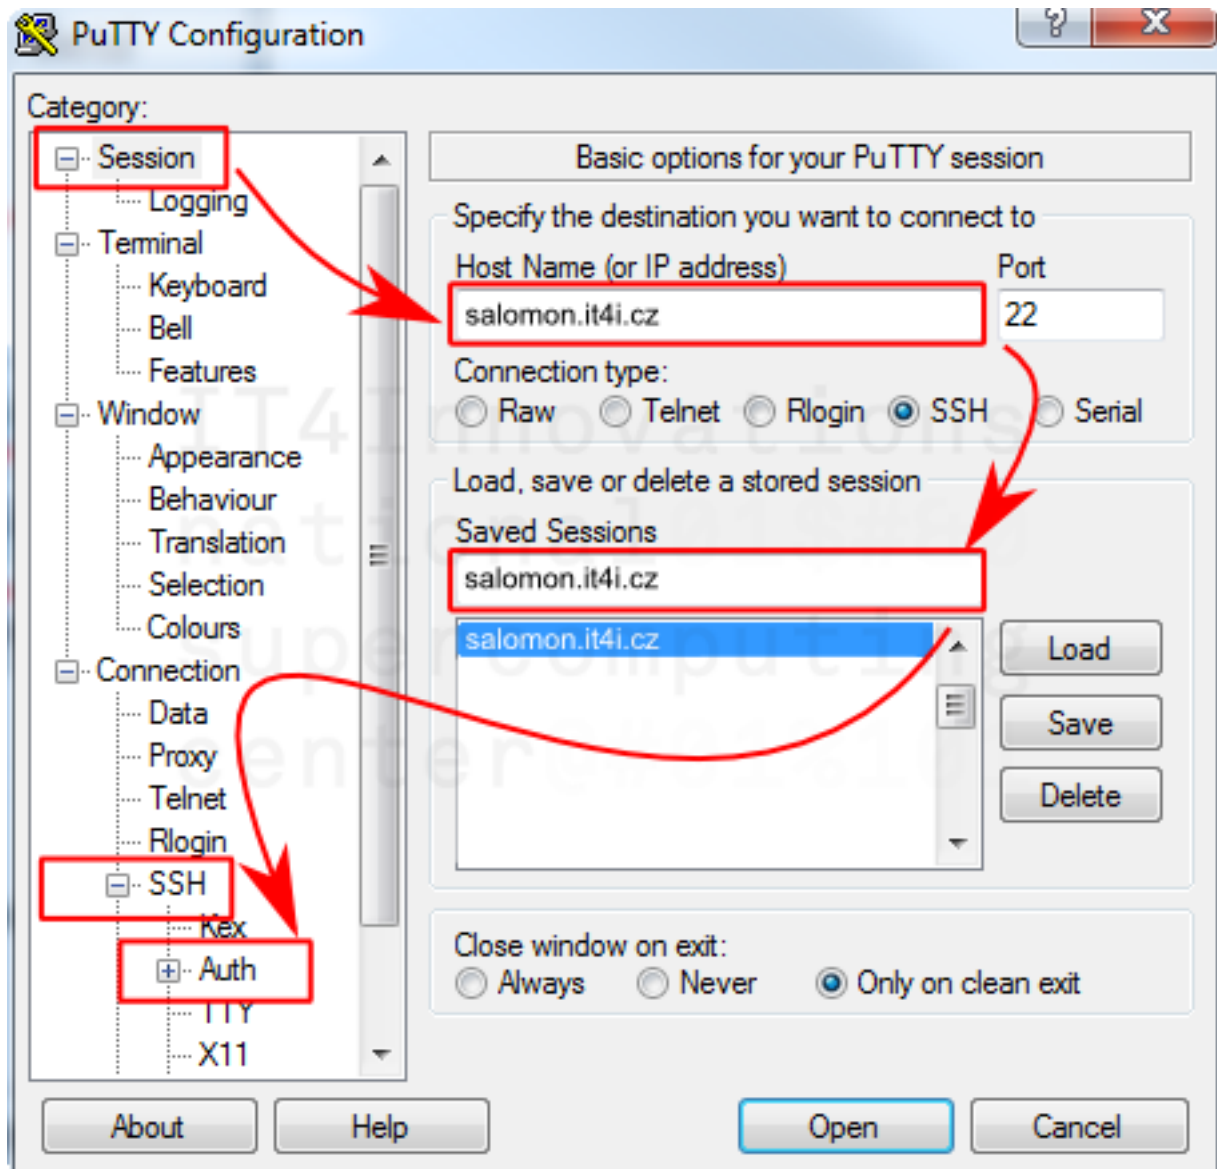 PuTTY Configuration
?
X
Category:
Session
Logging
Terminal
Keyboard
Bell
Features
Window
Appearance
Behaviour
Translation
Selection
Colours
Connection
Data
Proxy
Telnet
Rlogin
SSH
Kex
Auth
TTY
X11
Basic options for your PuTTY session
Specify the destination you want to connect to
Host Name (or IP address) Port
salomon.it4i.cz 22
Connection type:
Raw Telnet Rlogin SSH Serial
Load, save or delete a stored session
Saved Sessions
salomon.it4i.cz
salomon.it4i.cz
Load
Save
Delete
Close window on exit:
Always Never Only on clean exit
About Help Open Cancel
IT4Innovations
national
supercomputing
center